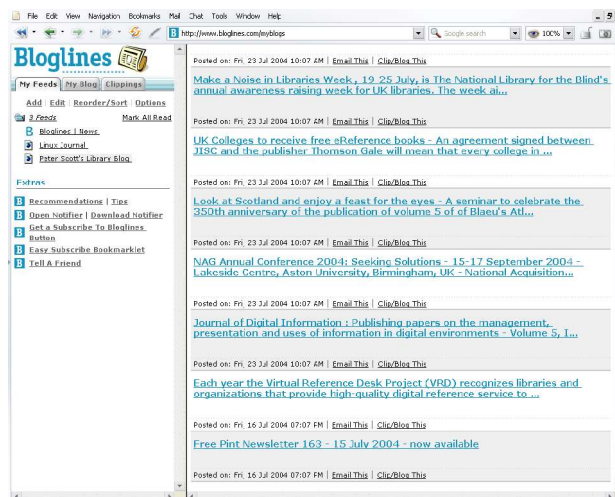 File Edit View Navigation Bookmarks Mail Chat Tools Window Help
http://www.bloglines.com/myblogs
Google search
100%
Bloglines
My Feeds My Blog Clippings
Add | Edit | Reorder/Sort | Options
3 Feeds Mark All Read
Bloglines | News
Linux Journal
Peter Scott's Library Blog
Extras
Recommendations | Tips
Open Notifier | Download Notifier
Get a Subscribe To Bloglines
Button
Easy Subscribe Bookmarklet
Tell A Friend
Posted on: Fri, 23 Jul 2004 10:07 AM | Email This | Clip/Blog This
Make a Noise in Libraries Week , 19-25 July, is The National Library for the Blind's
annual awareness raising week for UK libraries. The week ai...
Posted on: Fri, 23 Jul 2004 10:07 AM | Email This | Clip/Blog This
UK Colleges to receive free eReference books - An agreement signed between
JISC and the publisher Thomson Gale will mean that every college in ...
Posted on: Fri, 23 Jul 2004 10:07 AM | Email This | Clip/Blog This
Look at Scotland and enjoy a feast for the eyes - A seminar to celebrate the
350th anniversary of the publication of volume 5 of of Blaeu's Atl...
Posted on: Fri, 23 Jul 2004 10:07 AM | Email This | Clip/Blog This
NAG Annual Conference 2004: Seeking Solutions - 15-17 September 2004 -
Lakeside Centre, Aston University, Birmingham, UK - National Acquisition...
Posted on: Fri, 23 Jul 2004 10:07 AM | Email This | Clip/Blog This
Journal of Digital Information : Publishing papers on the management,
presentation and uses of information in digital environments - Volume 5, I...
Posted on: Fri, 23 Jul 2004 10:07 AM | Email This | Clip/Blog This
Each year the Virtual Reference Desk Project (VRD) recognizes libraries and
organizations that provide high-quality digital reference service to ...
Posted on: Fri, 16 Jul 2004 07:07 PM | Email This | Clip/Blog This
Free Pint Newsletter 163 - 15 July 2004 - now available
Posted on: Fri, 16 Jul 2004 07:07 PM | Email This | Clip/Blog This